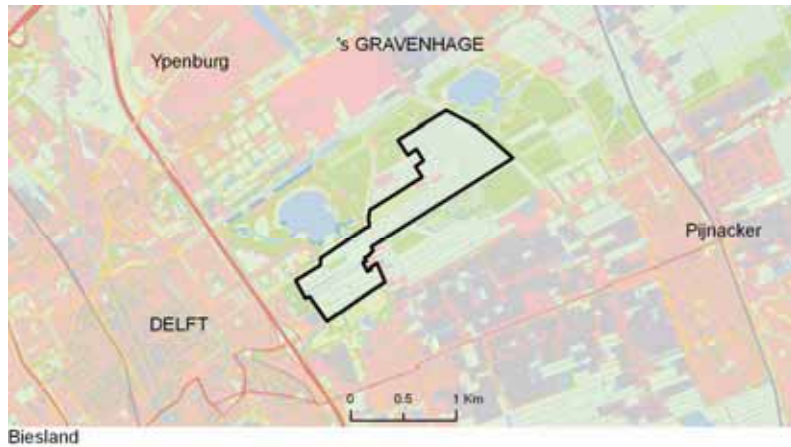 's GRAVENHAGE
Ypenburg
Pijnacker
DELFT
0 0.5 1 Km
Biesland